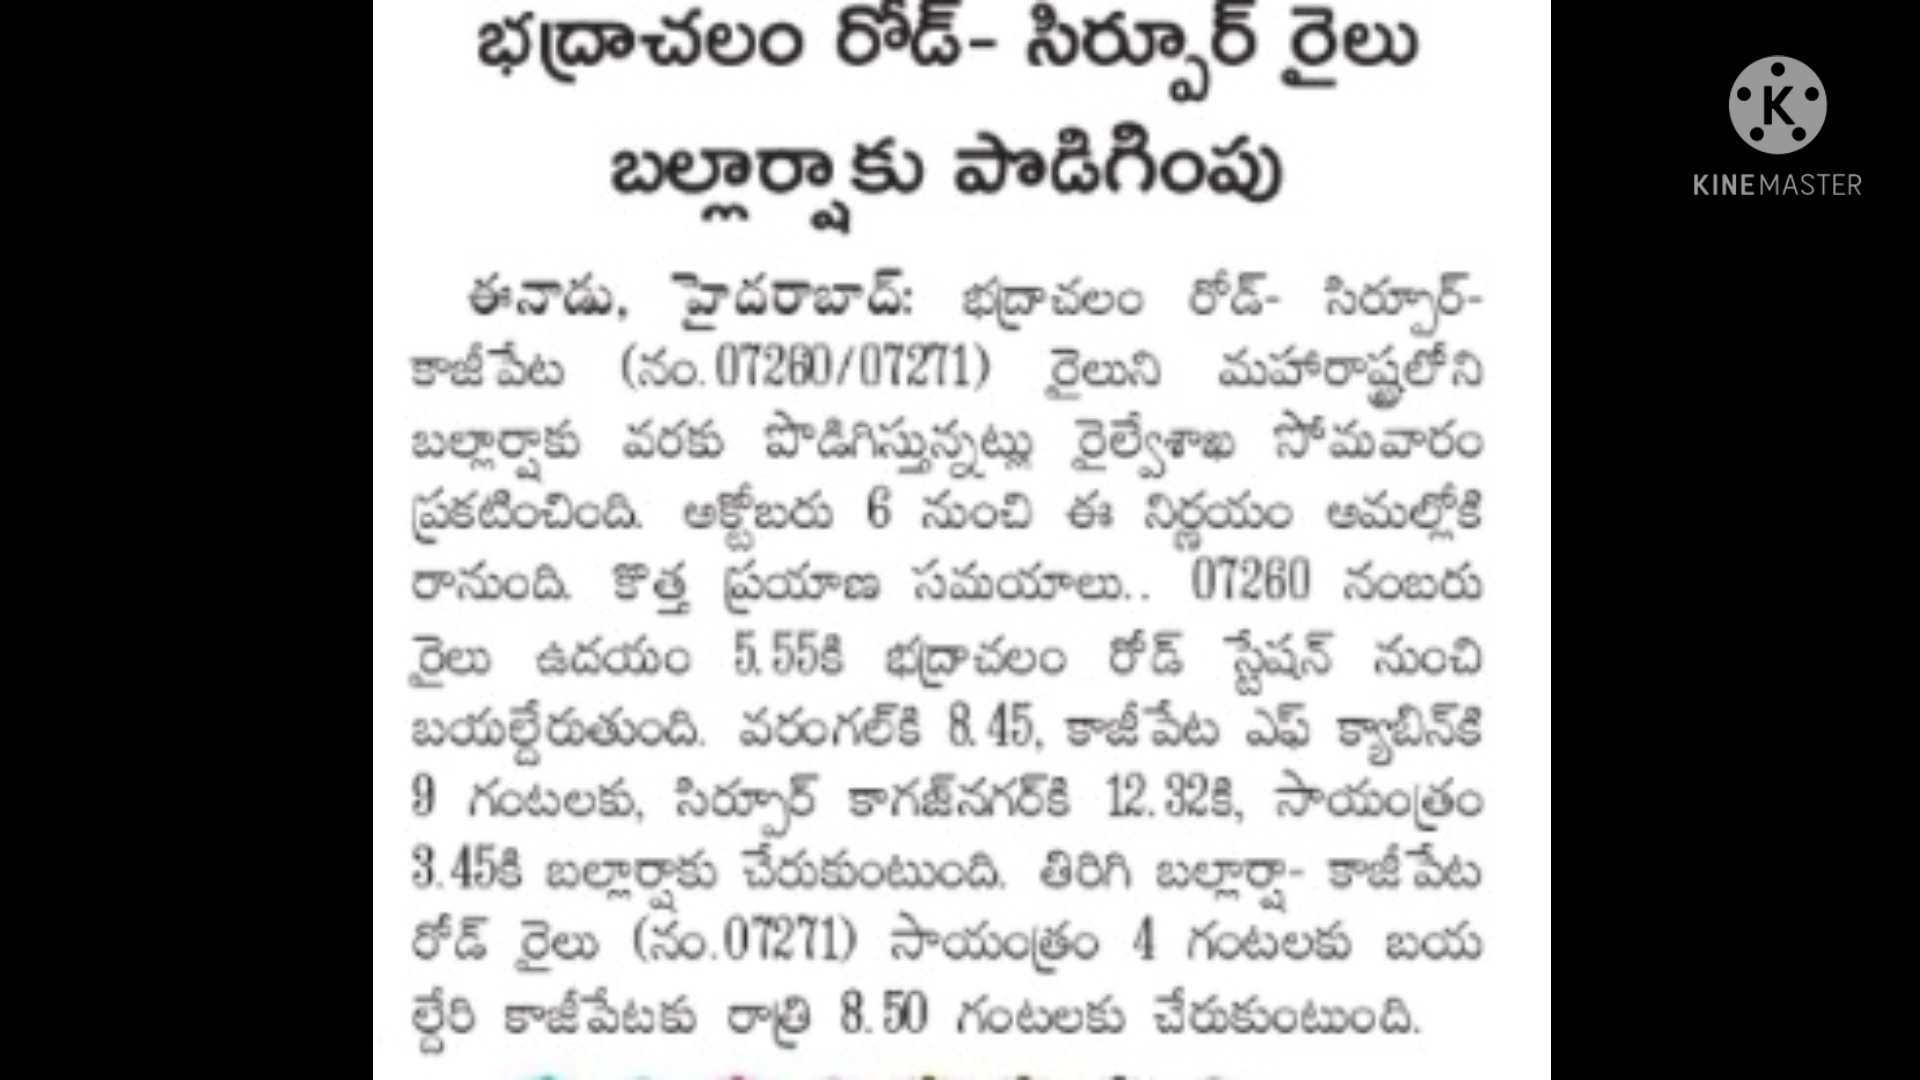 భద్రాచలం రోడ్- సిర్పూర్ రైలు
బల్లార్షాకు పొడిగింపు
ఈనాడు, హైదరాబాద్: భద్రాచలం రోడ్- సిర్పూర్-
కాజీపేట (నం.07260/07271) రైలుని మహారాష్ట్రలోని
బల్లార్షాకు వరకు పొడిగిస్తున్నట్లు రైల్వేశాఖ సోమవారం
ప్రకటించింది. అక్టోబరు 6 నుంచి ఈ నిర్ణయం అమల్లోకి
రానుంది. కొత్త ప్రయాణ సమయాలు.. 07260 నంబరు
రైలు ఉదయం 5.55కి భద్రాచలం రోడ్ స్టేషన్ నుంచి
బయల్దేరుతుంది. వరంగల్‌కి 8.45, కాజీపేట ఎఫ్ క్యాబిన్‌కి
9 గంటలకు, సిర్పూర్ కాగజ్‌నగర్‌కి 12.32కి, సాయంత్రం
3.45కి బల్లార్షాకు చేరుకుంటుంది. తిరిగి బల్లార్షా- కాజీపేట
రోడ్ రైలు (నం.07271) సాయంత్రం 4 గంటలకు బయ
ల్దేరి కాజీపేటకు రాత్రి 8.50 గంటలకు చేరుకుంటుంది.
K
KINEMASTER